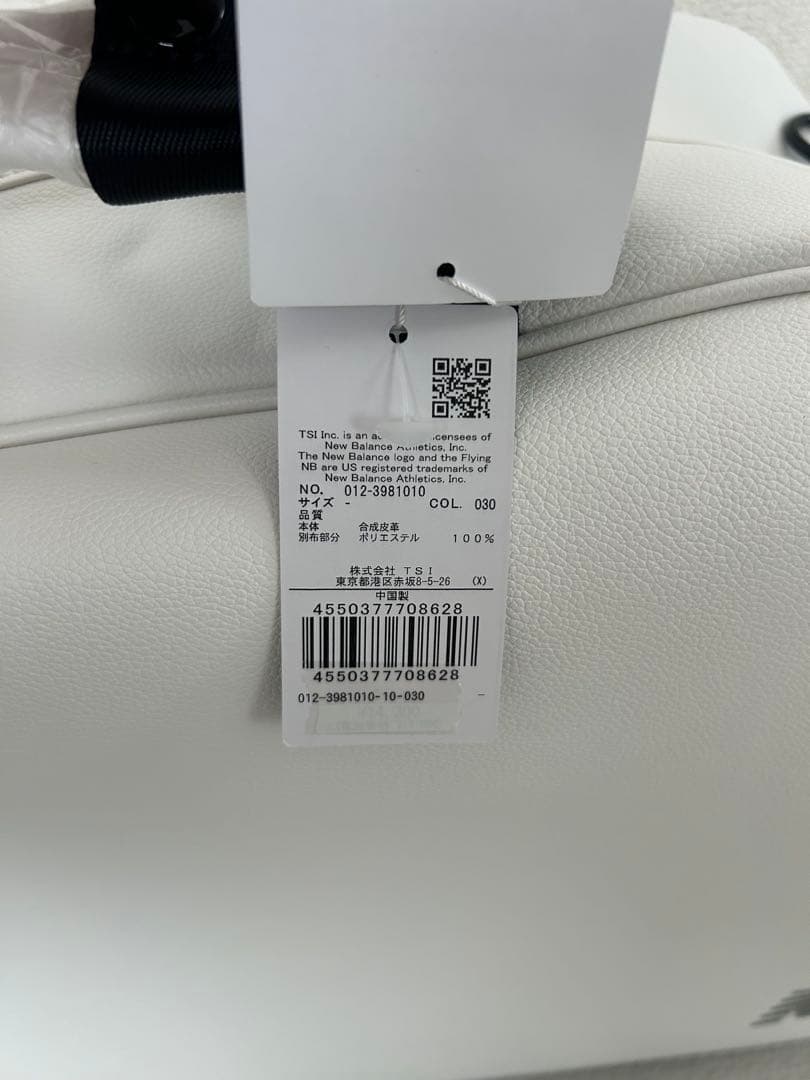 TSI Inc. is an licensees of
New Balance Athletics, Inc.
The New Balance logo and the Flying
NB are US registered trademarks of
New Balance Athletics, Inc.
NO. 012-3981010
サイズ - COL. 030
品質
本体 合成皮革
別布部分 ポリエステル 100%
株式会社 TSI
東京都港区赤坂8-5-26 (X)
中国製
4550377708628
4550377708628
012-3981010-10-030 -